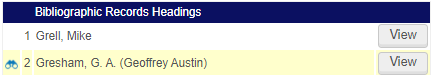 Bibliographic Records Headings
1 Grell, Mike View
2 Gresham, G. A. (Geoffrey Austin) View